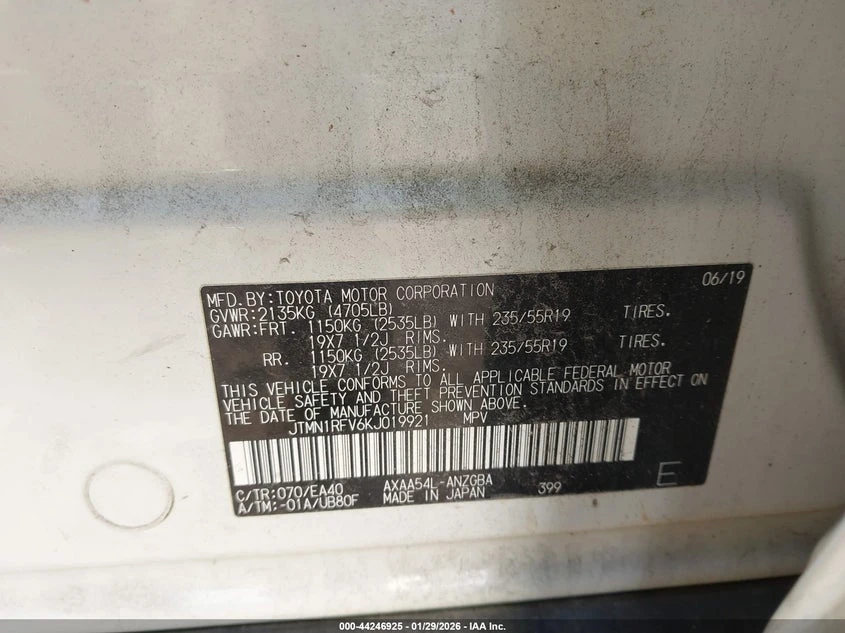 06/19
MFD.BY:TOYOTA MOTOR CORPORATION
GVWR:2135KG (4705LB)
GAWR:FRT. 1150KG (2535LB) WITH 235/55R19 TIRES.
19X7 1/2J RIMS.
RR. 1150KG (2535LB) WITH 235/55R19 TIRES.
19X7 1/2J RIMS.
THIS VEHICLE CONFORMS TO ALL APPLICABLE FEDERAL MOTOR
VEHICLE SAFETY AND THEFT PREVENTION STANDARDS IN EFFECT ON
THE DATE OF MANUFACTURE SHOWN ABOVE.
JTMN1RFV6KJ019921 MPV
C/TR:070/EA40 AXAA54L-ANZGBA 399 E
A/TM:-01A/UB80F MADE IN JAPAN
000-44246925 | 01/29/2026 - IAA Inc.